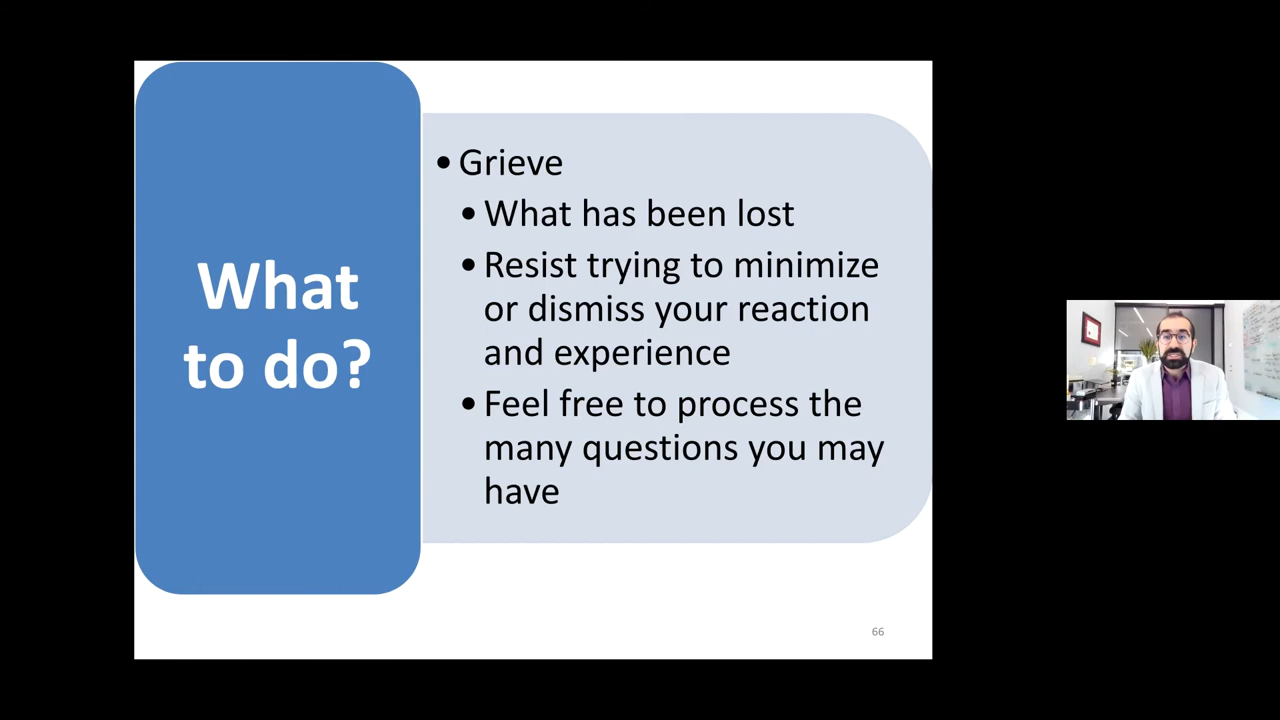 What
to do?
• Grieve
• What has been lost
• Resist trying to minimize
or dismiss your reaction
and experience
• Feel free to process the
many questions you may
have
66